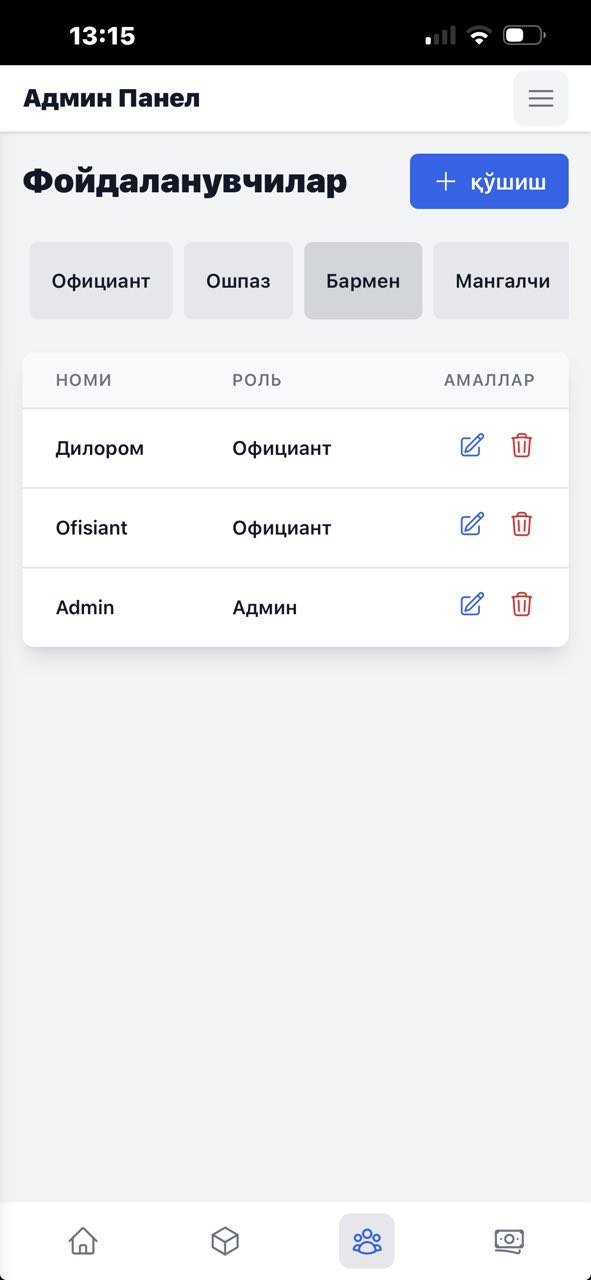 13:15
Админ Панел
Фойдаланувчилар
қўшиш
Официант Ошпаз Бармен Мангалчи
НОМИ РОЛЬ АМАЛЛАР
Дилором Официант
Ofisiant Официант
Admin Админ